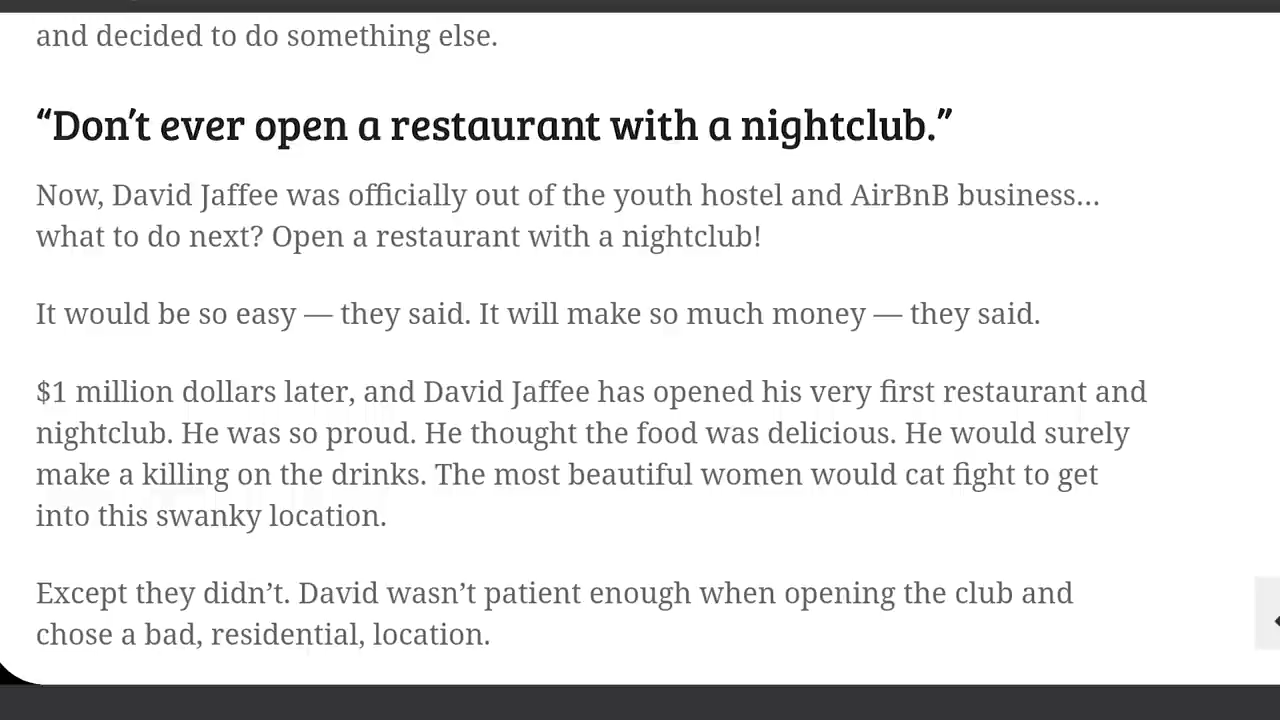 and decided to do something else.
“Don’t ever open a restaurant with a nightclub.”
Now, David Jaffee was officially out of the youth hostel and AirBnB business…
what to do next? Open a restaurant with a nightclub!
It would be so easy — they said. It will make so much money — they said.
$1 million dollars later, and David Jaffee has opened his very first restaurant and
nightclub. He was so proud. He thought the food was delicious. He would surely
make a killing on the drinks. The most beautiful women would cat fight to get
into this swanky location.
Except they didn’t. David wasn’t patient enough when opening the club and
chose a bad, residential, location.